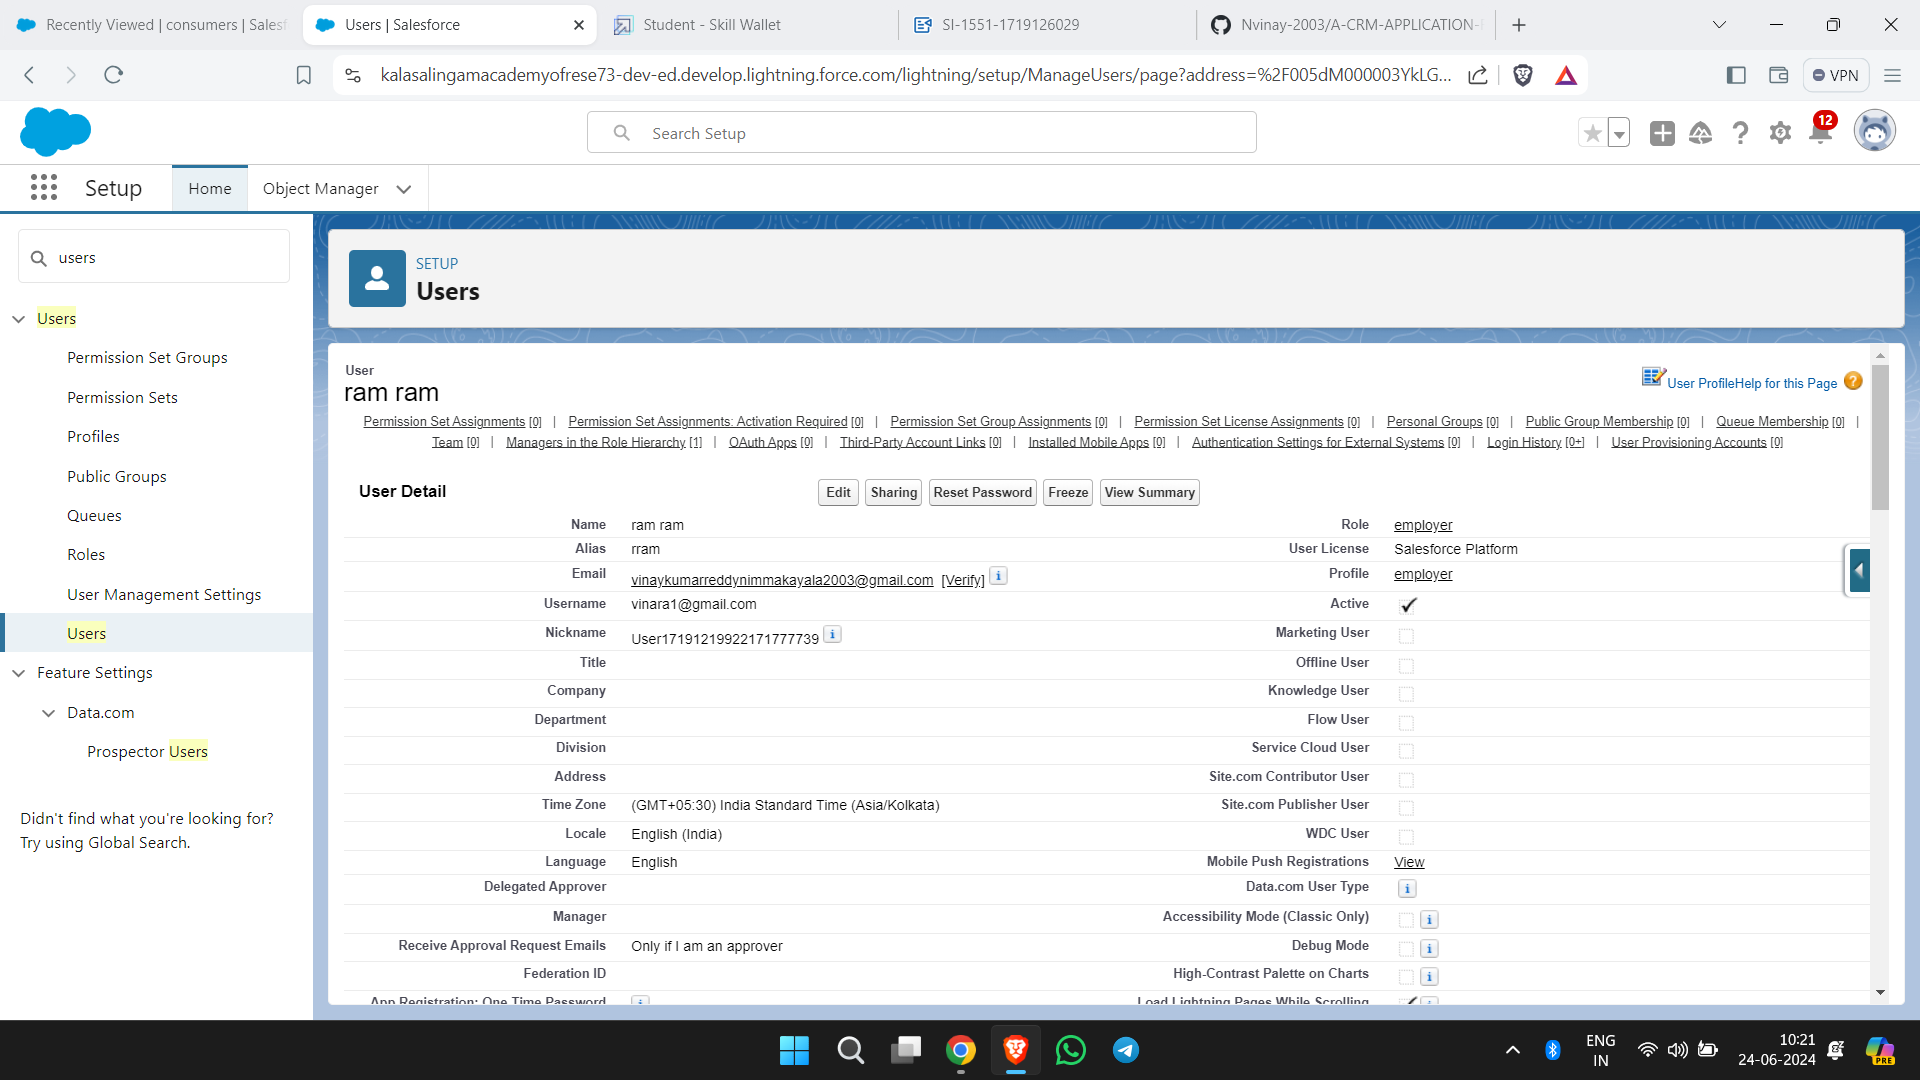 Recently Viewed | consumers | Salesf
Users | Salesforce
Student - Skill Wallet
SI-1551-1719126029
Nvinay-2003/A-CRM-APPLICATION-
kalasalingamacademyofrese73-dev-ed.develop.lightning.force.com/lightning/setup/ManageUsers/page?address=%2F005dM000003YkLG...
VPN
Search Setup
12
Setup
Home
Object Manager
users
Users
Permission Set Groups
Permission Sets
Profiles
Public Groups
Queues
Roles
User Management Settings
Users
Feature Settings
Data.com
Prospector Users
Didn't find what you're looking for?
Try using Global Search.
SETUP
Users
User
ram ram
User Profile Help for this Page
Permission Set Assignments [0] | Permission Set Assignments: Activation Required [0] | Permission Set Group Assignments [0] | Permission Set License Assignments [0] | Personal Groups [0] | Public Group Membership [0] | Queue Membership [0] |
Team [0] | Managers in the Role Hierarchy [1] | OAuth Apps [0] | Third-Party Account Links [0] | Installed Mobile Apps [0] | Authentication Settings for External Systems [0] | Login History [0+] | User Provisioning Accounts [0]
User Detail
Edit Sharing Reset Password Freeze View Summary
Name ram ram Role employer
Alias rram User License Salesforce Platform
Email vinaykumarreddynimmakayala2003@gmail.com [Verify] i Profile employer
Username vinara1@gmail.com Active
Nickname User17191219922171777739 i Marketing User
Title Offline User
Company Knowledge User
Department Flow User
Division Service Cloud User
Address Site.com Contributor User
Time Zone (GMT+05:30) India Standard Time (Asia/Kolkata) Site.com Publisher User
Locale English (India) WDC User
Language English Mobile Push Registrations View
Delegated Approver Data.com User Type i
Manager Accessibility Mode (Classic Only) i
Receive Approval Request Emails Only if I am an approver Debug Mode i
Federation ID High-Contrast Palette on Charts i
App Registration: One Time Password Load Lightning Pages While Scrolling
ENG
IN
10:21
24-06-2024
PRE